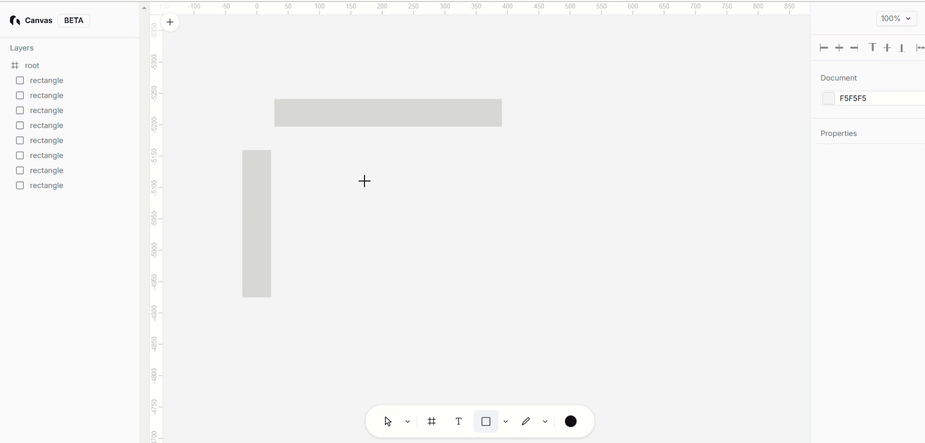 Canvas BETA
Layers
root
rectangle
rectangle
rectangle
rectangle
rectangle
rectangle
rectangle
rectangle
-100 -50 0 50 100 150 200 250 300 350 400 450 500 550 600 650 700 750 800 850
-5300
-5250
-5200
-5150
-5100
-5050
-5000
-4950
-4900
-4850
-4800
-4750
100%
Document
F5F5F5
Properties
T